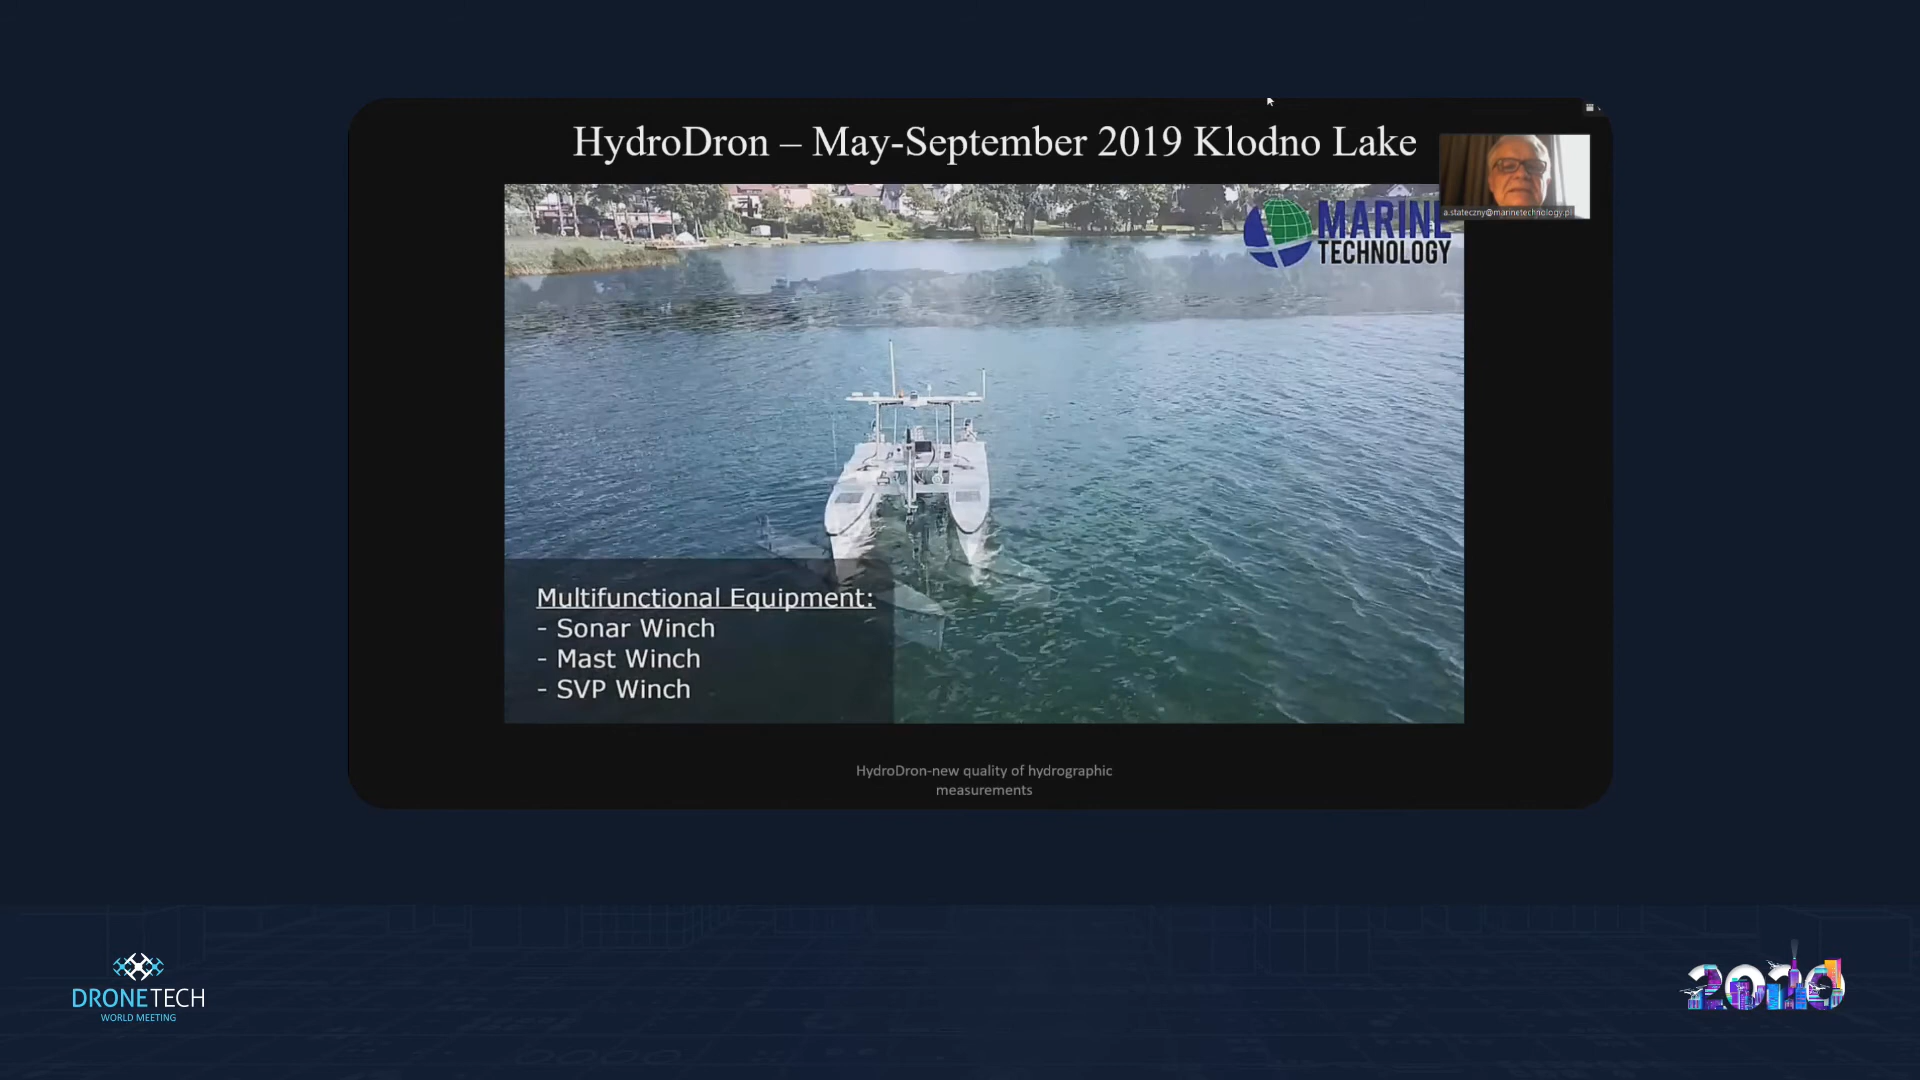 HydroDron – May-September 2019 Klodno Lake
a.stateczny@marinetechnology.pl
MARINE
TECHNOLOGY
Multifunctional Equipment:
- Sonar Winch
- Mast Winch
- SVP Winch
HydroDron-new quality of hydrographic
measurements
DRONETECH
WORLD MEETING
2020